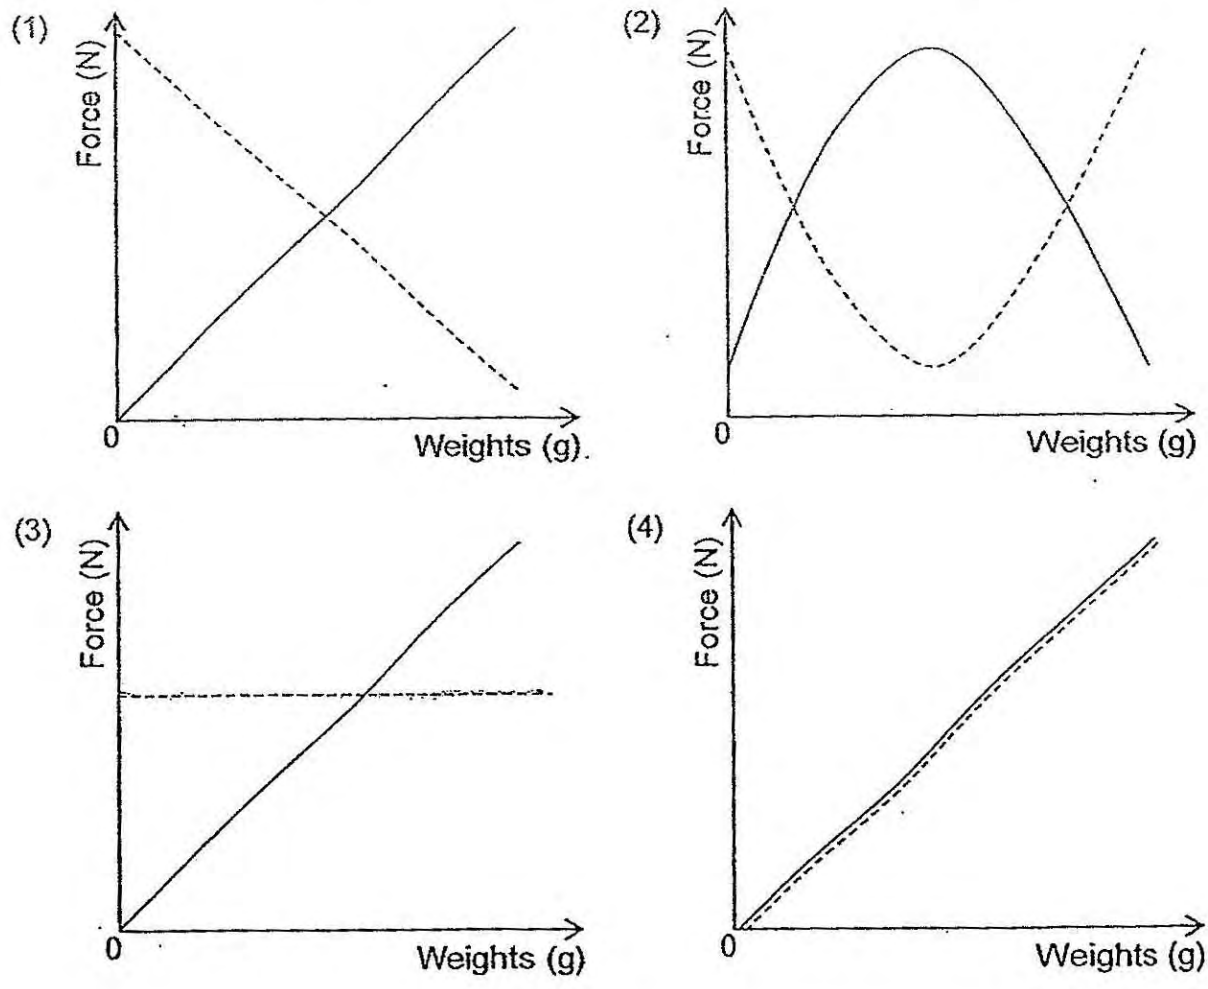 (1)
Force (N)
0
Weights (g)
(2)
Force (N)
0
Weights (g)
(3)
Force (N)
0
Weights (g)
(4)
Force (N)
0
Weights (g)